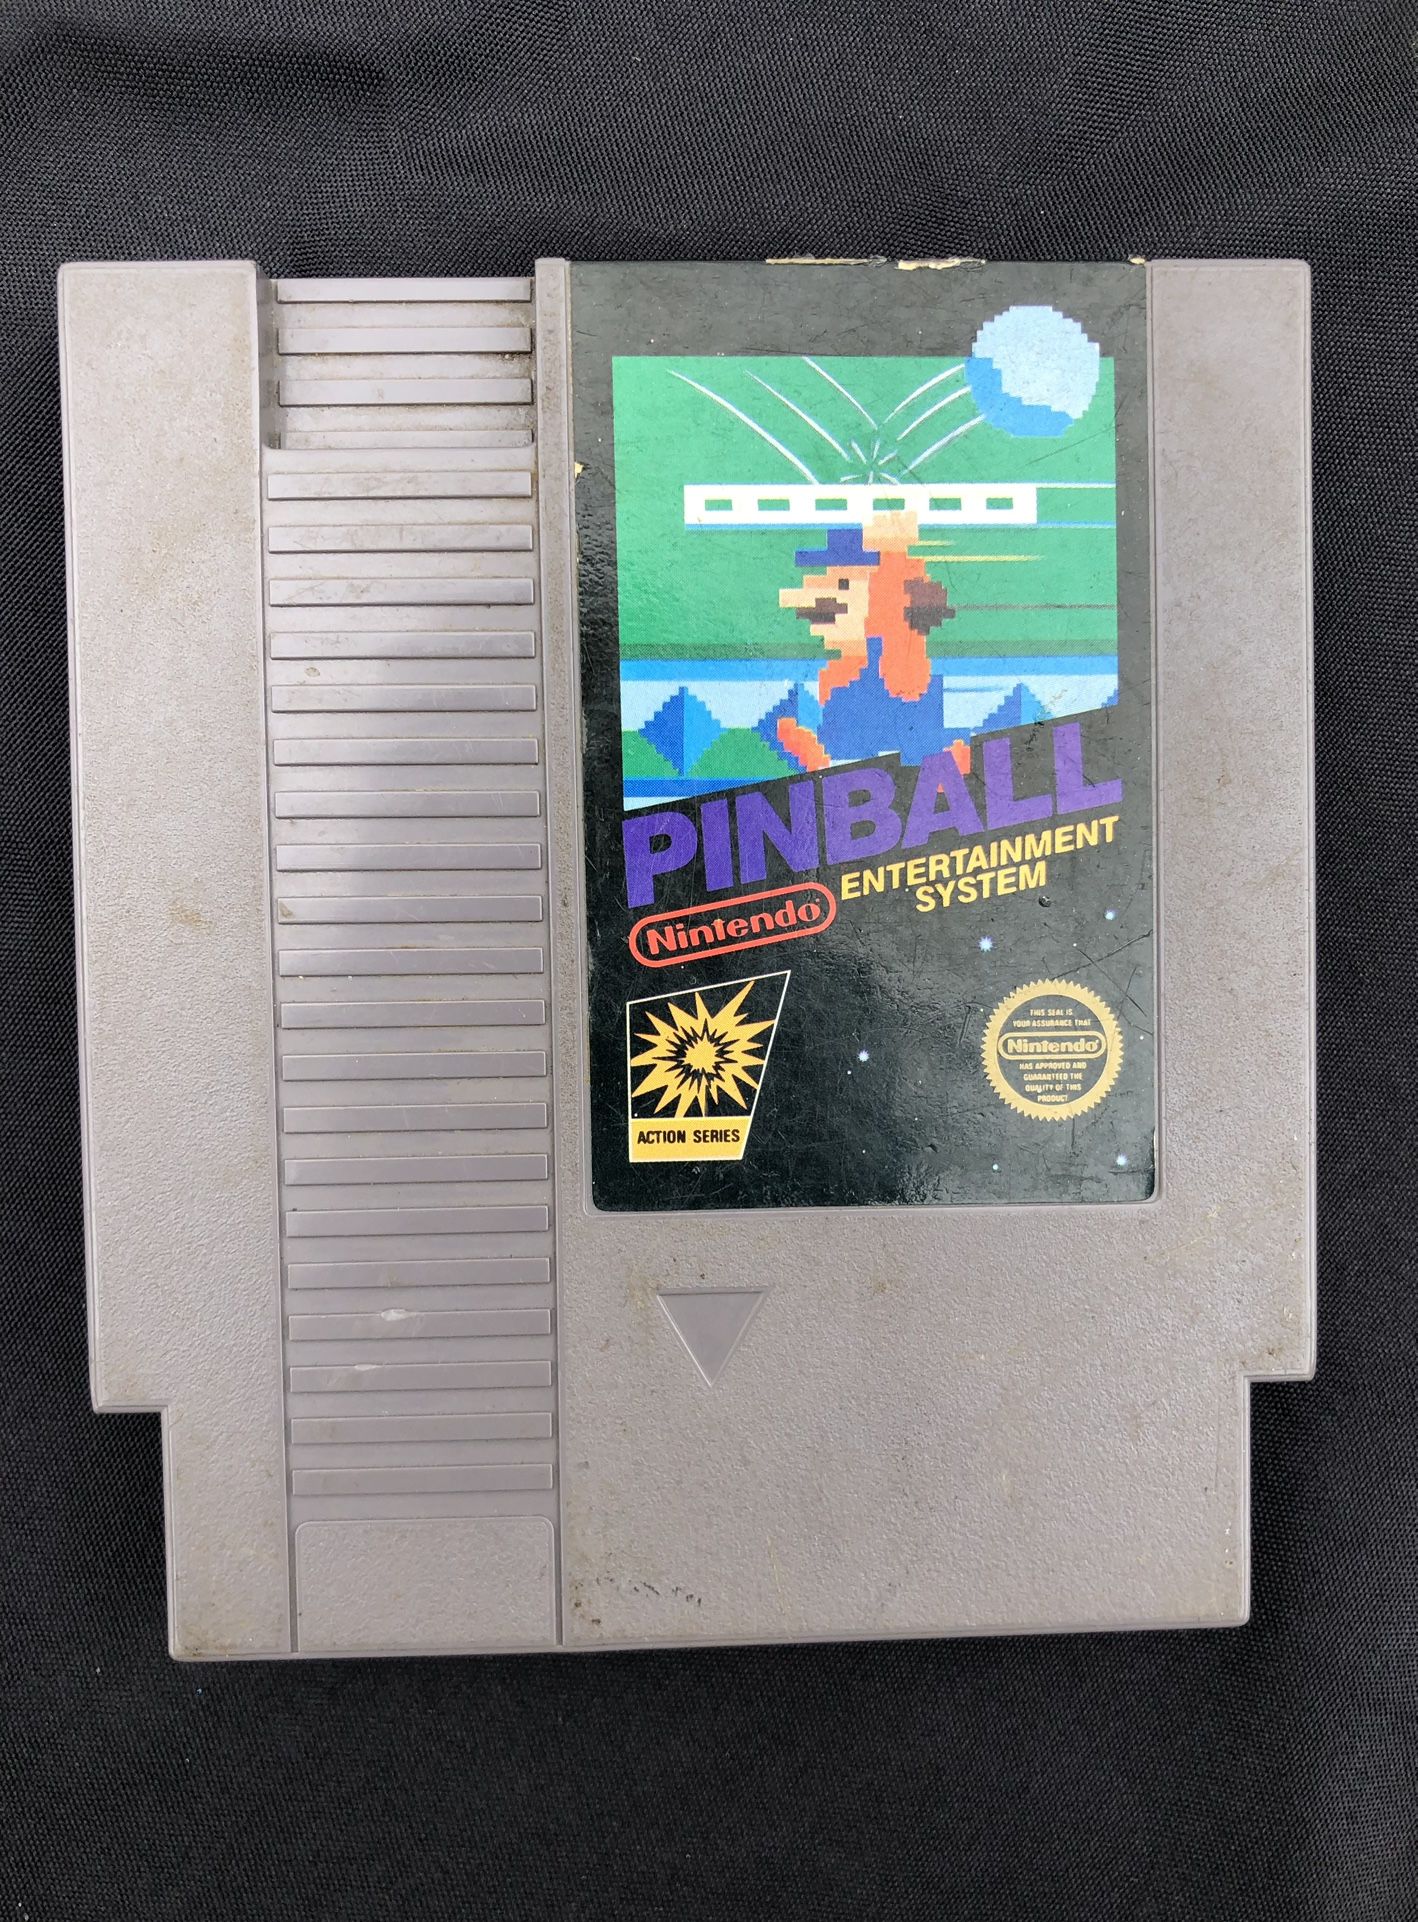 PINBALL
Nintendo
ENTERTAINMENT
SYSTEM
ACTION SERIES
THIS SEAL IS
YOUR ASSURANCE THAT
Nintendo
HAS APPROVED AND
GUARANTEED THE
QUALITY OF THIS
PRODUCT